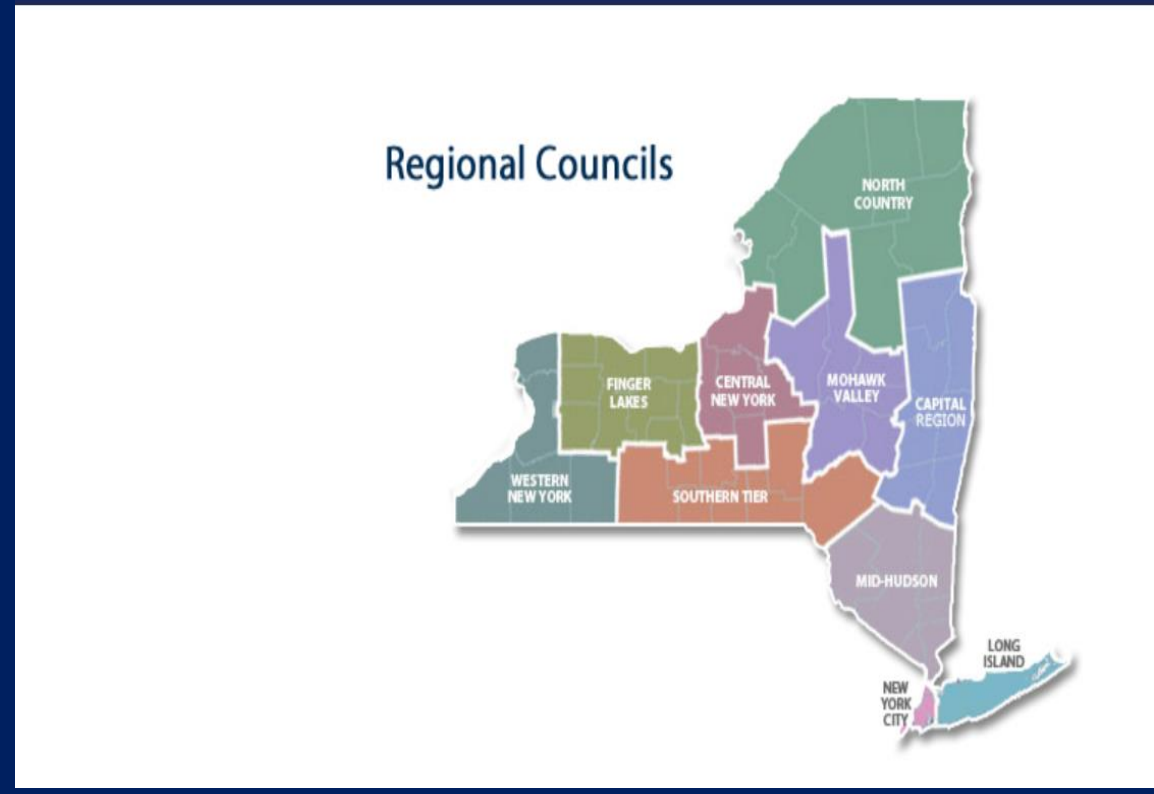 Regional Councils
NORTH
COUNTRY
FINGER
LAKES
CENTRAL
NEW YORK
MOHAWK
VALLEY
CAPITAL
REGION
WESTERN
NEW YORK
SOUTHERN TIER
MID-HUDSON
LONG
ISLAND
NEW
YORK
CITY